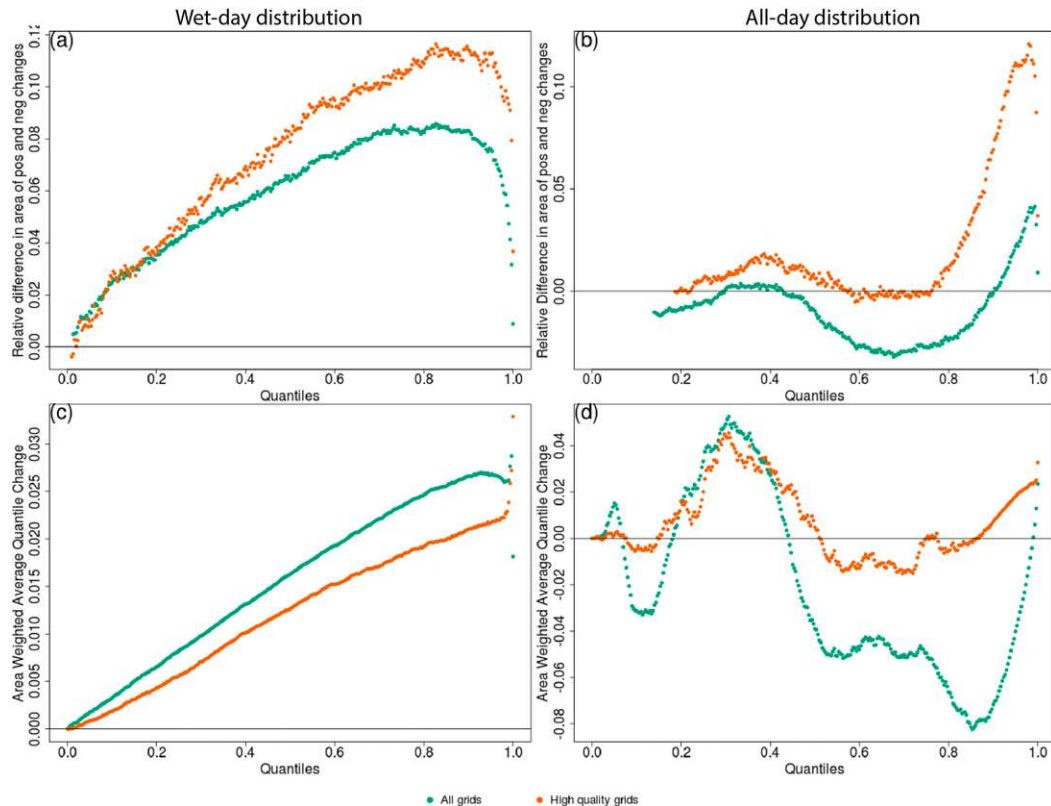 Wet-day distribution
All-day distribution
(a)
Relative difference in area of pos and neg changes
0.00 0.02 0.04 0.06 0.08 0.10 0.12
0.0 0.2 0.4 0.6 0.8 1.0
Quantiles
(b)
Relative Difference in area of pos and neg changes
0.00 0.05 0.10
0.0 0.2 0.4 0.6 0.8 1.0
Quantiles
(c)
Area Weighted Average Quantile Change
0.000 0.005 0.010 0.015 0.020 0.025 0.030
0.0 0.2 0.4 0.6 0.8 1.0
Quantiles
(d)
Area Weighted Average Quantile Change
-0.08 -0.06 -0.04 -0.02 0.00 0.02 0.04
0.0 0.2 0.4 0.6 0.8 1.0
Quantiles
All grids
High quality grids